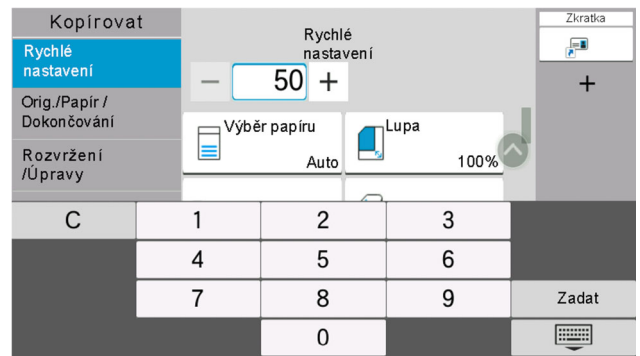 Kopírovat
Rychlé
nastavení
Orig./Papír /
Dokončování
Rozvržení
/Úpravy
Rychlé
nastavení
− 50 +
Výběr papíru
Auto
Lupa
100%
Zkratka
+
C 1 2 3
4 5 6
7 8 9 Zadat
0